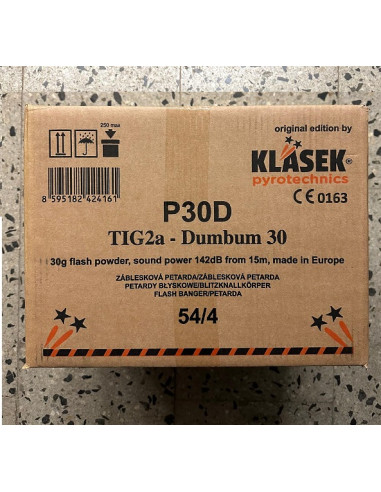 250 max
original edition by
KLÁSEK®
pyrotechnics
CE 0163
8 595182 424161
P30D
TIG2a - Dumbum 30
30g flash powder, sound power 142dB from 15m, made in Europe
ZÁBLESKOVÁ PETARDA/ZÁBLESKOVÁ PETARDA
PETARDY BŁYSKOWE/BLITZKNALLKÖRPER
FLASH BANGER/PETARDA
54/4